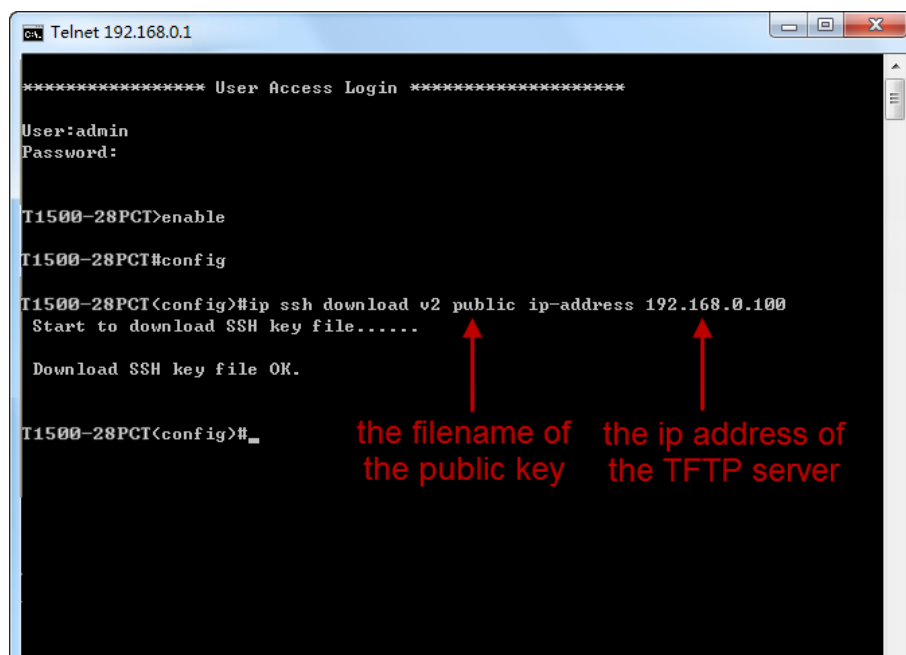 Telnet 192.168.0.1
***************** User Access Login ********************
User:admin
Password:
T1500-28PCT>enable
T1500-28PCT#config
T1500-28PCT(config)#ip ssh download v2 public ip-address 192.168.0.100
Start to download SSH key file......
Download SSH key file OK.
T1500-28PCT(config)#_
the filename of
the public key
the ip address of
the TFTP server